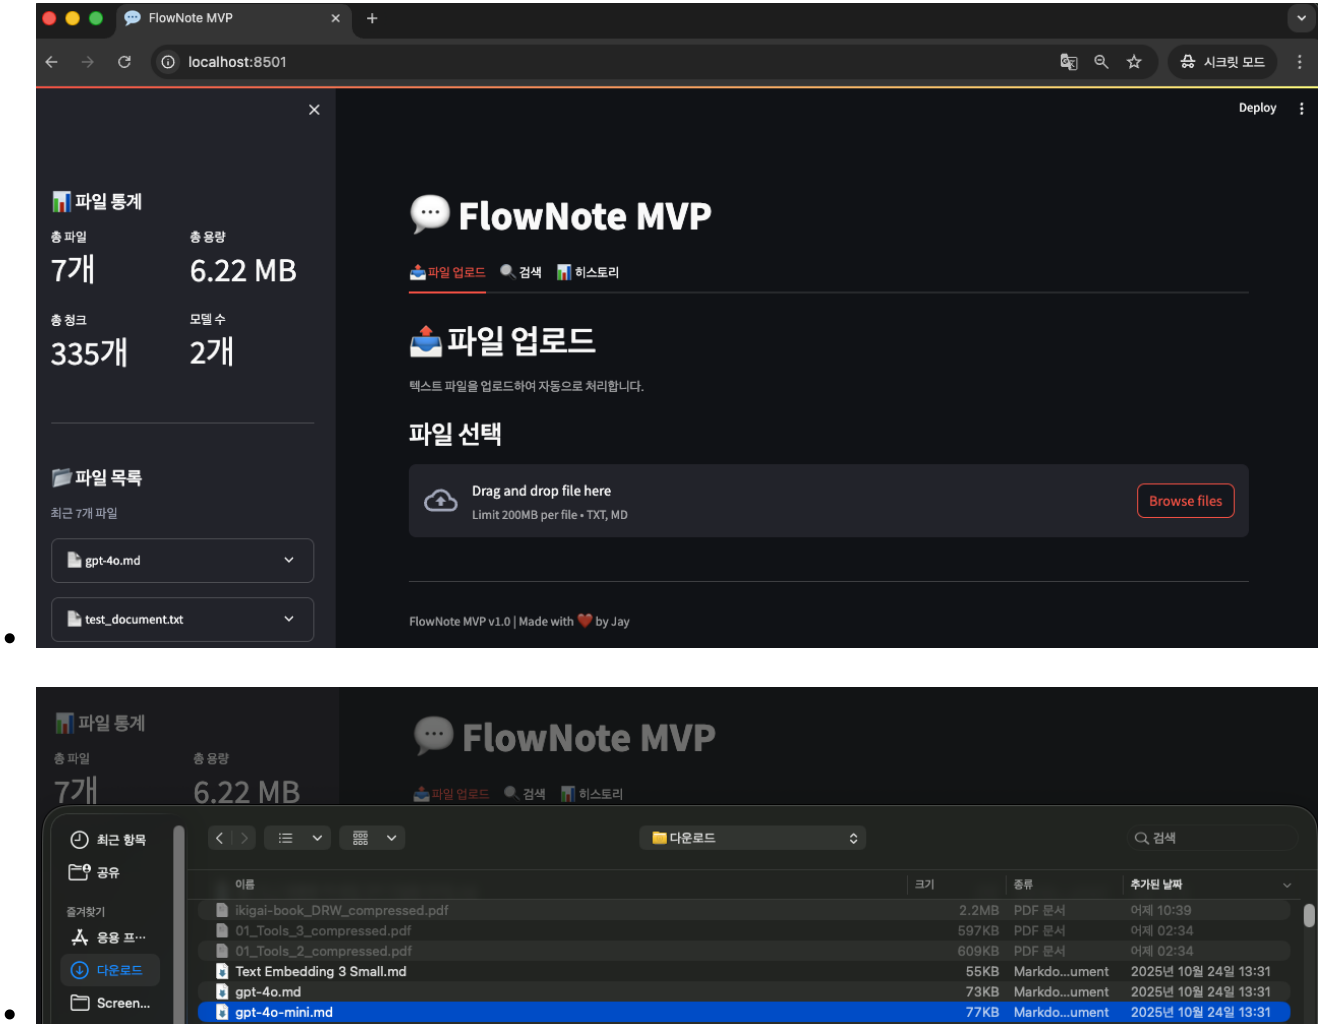 FlowNote MVP
localhost:8501
시크릿 모드
Deploy
파일 통계
총 파일
총 용량
7개
6.22 MB
총 청크
모델 수
335개
2개
파일 목록
최근 7개 파일
gpt-4o.md
test_document.txt
FlowNote MVP
파일 업로드
검색
히스토리
파일 업로드
텍스트 파일을 업로드하여 자동으로 처리합니다.
파일 선택
Drag and drop file here
Limit 200MB per file • TXT, MD
Browse files
FlowNote MVP v1.0 | Made with ❤️ by Jay
파일 통계
총 파일
총 용량
7개
6.22 MB
FlowNote MVP
파일 업로드
검색
히스토리
최근 항목
공유
즐겨찾기
응용 프…
다운로드
Screen…
다운로드
검색
이름 크기 종류 추가된 날짜
ikigai-book_DRW_compressed.pdf 2.2MB PDF 문서 어제 10:39
01_Tools_3_compressed.pdf 597KB PDF 문서 어제 02:34
01_Tools_2_compressed.pdf 609KB PDF 문서 어제 02:34
Text Embedding 3 Small.md 55KB Markdo…ument 2025년 10월 24일 13:31
gpt-4o.md 73KB Markdo…ument 2025년 10월 24일 13:31
gpt-4o-mini.md 77KB Markdo…ument 2025년 10월 24일 13:31